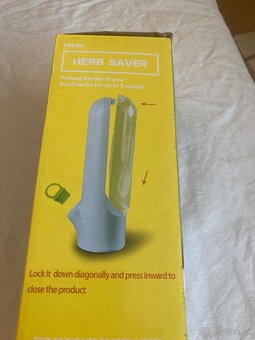 FRESH
HERB SAVER
Prolong the life of your
fresh herbs for up to 3 weeks
Lock it down diagonally and press inward to
close the product